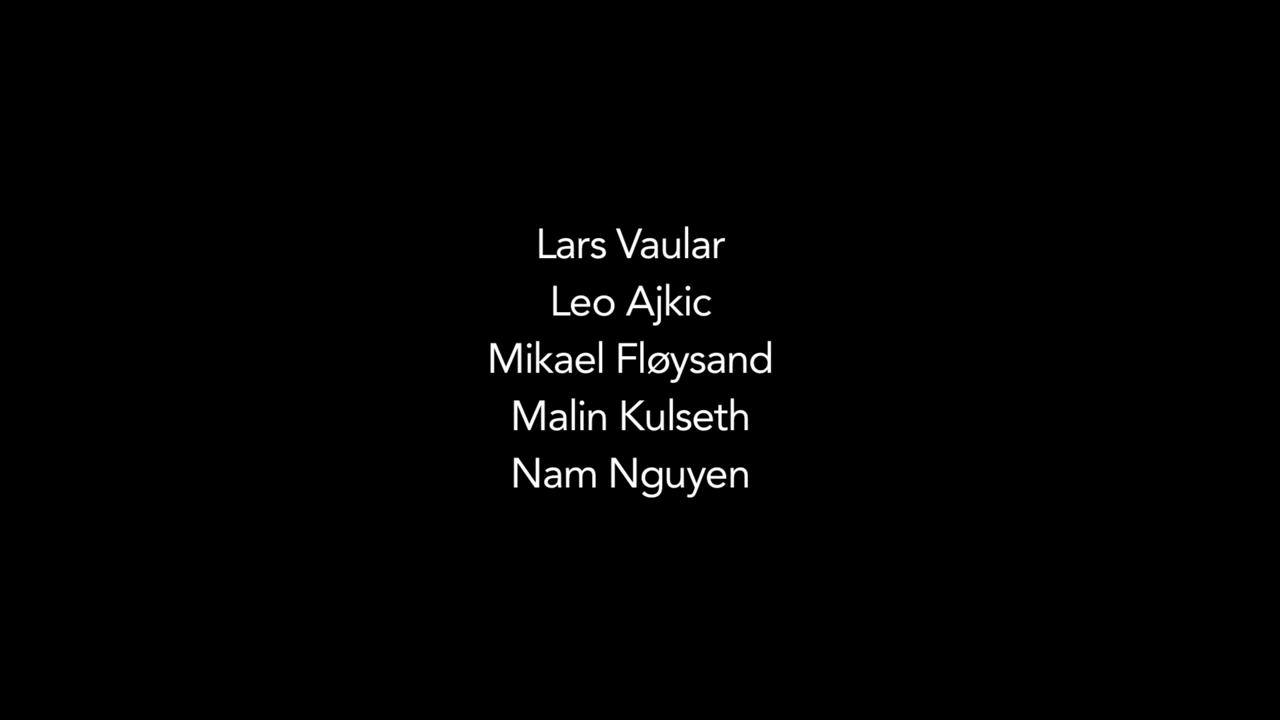 Lars Vaular
Leo Ajkic
Mikael Fløysand
Malin Kulseth
Nam Nguyen